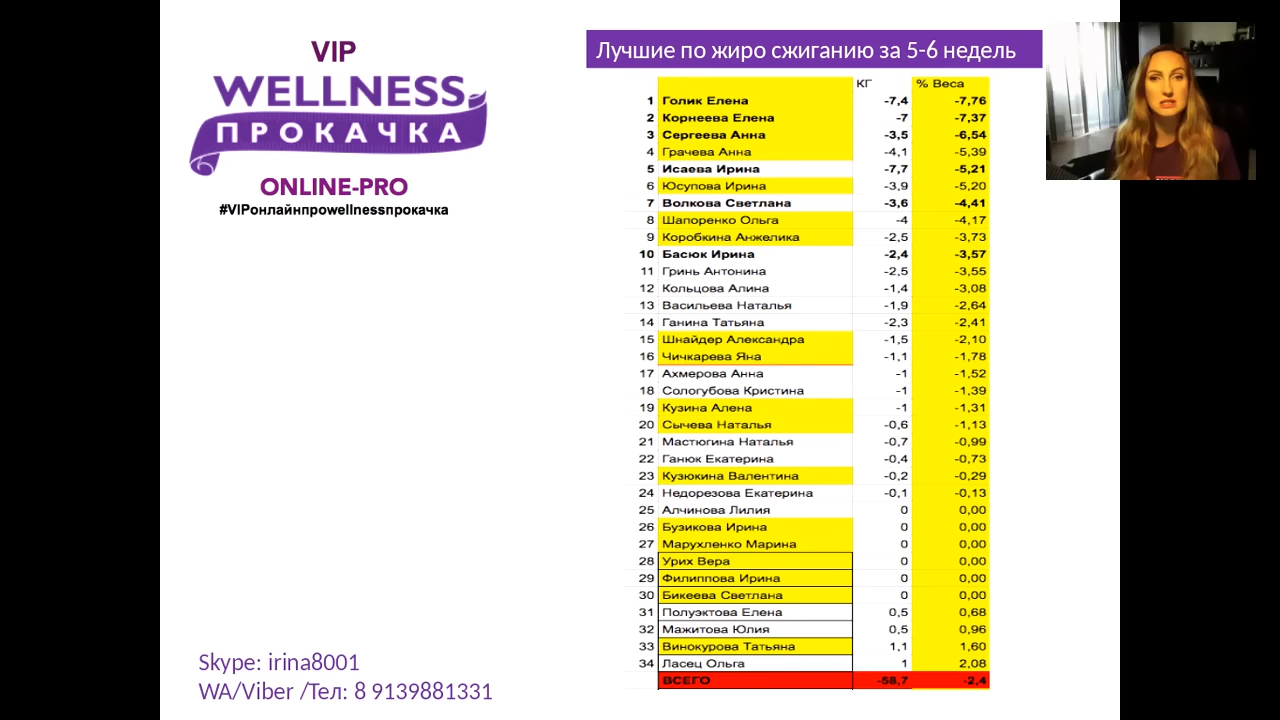 VIP
WELLNESS
ПРОКАЧКА
ONLINE-PRO
#VIPонлайнпроwellnessпрокачка
Лучшие по жиро сжиганию за 5-6 недель
КГ % Веса
1 Голик Елена -7,4 -7,76
2 Корнеева Елена -7 -7,37
3 Сергеева Анна -3,5 -6,54
4 Грачева Анна -4,1 -5,39
5 Исаева Ирина -7,7 -5,21
6 Юсупова Ирина -3,9 -5,20
7 Волкова Светлана -3,6 -4,41
8 Шапоренко Ольга -4 -4,17
9 Коробкина Анжелика -2,5 -3,73
10 Басюк Ирина -2,4 -3,57
11 Гринь Антонина -2,5 -3,55
12 Кольцова Алина -1,4 -3,08
13 Васильева Наталья -1,9 -2,64
14 Ганина Татьяна -2,3 -2,41
15 Шнайдер Александра -1,5 -2,10
16 Чичкарева Яна -1,1 -1,78
17 Ахмерова Анна -1 -1,52
18 Сологубова Кристина -1 -1,39
19 Кузина Алена -1 -1,31
20 Сычева Наталья -0,6 -1,13
21 Мастюгина Наталья -0,7 -0,99
22 Ганюк Екатерина -0,4 -0,73
23 Кузюкина Валентина -0,2 -0,29
24 Недорезова Екатерина -0,1 -0,13
25 Алчинова Лилия 0 0,00
26 Бузикова Ирина 0 0,00
27 Марухленко Марина 0 0,00
28 Урих Вера 0 0,00
29 Филиппова Ирина 0 0,00
30 Бикеева Светлана 0 0,00
31 Полуэктова Елена 0,5 0,68
32 Мажитова Юлия 0,5 0,96
33 Винокурова Татьяна 1,1 1,60
34 Ласец Ольга 1 2,08
ВСЕГО -58,7 -2,4
Skype: irina8001
WA/Viber /Тел: 8 9139881331